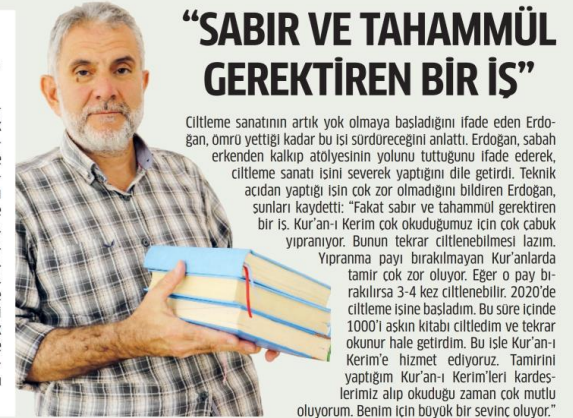 “SABIR VE TAHAMMÜL
GEREKTİREN BİR İŞ”
Ciltleme sanatının artık yok olmaya başladığını ifade eden Erdo-
ğan, ömrü yettiği kadar bu işi sürdüreceğini anlattı. Erdoğan, sabah
erkenden kalkıp atölyesinin yolunu tuttuğunu ifade ederek,
ciltleme sanatı işini severek yaptığını dile getirdi. Teknik
açıdan yaptığı işin çok zor olmadığını bildiren Erdoğan,
şunları kaydetti: “Fakat sabır ve tahammül gerektiren
bir iş. Kur’an-ı Kerim çok okuduğumuz için çok çabuk
yıpranıyor. Bunun tekrar ciltlenebilmesi lazım.
Yıpranma payı bırakılmayan Kur’anlarda
tamir çok zor oluyor. Eğer o pay bı-
rakılırsa 3-4 kez ciltlenebilir. 2020’de
ciltleme işine başladım. Bu süre içinde
1000’i aşkın kitabı ciltledim ve tekrar
okunur hale getirdim. Bu işle Kur’an-ı
Kerim’e hizmet ediyoruz. Tamirini
yaptığım Kur’an-ı Kerim’leri kardeş-
lerimiz alıp okuduğu zaman çok mutlu
oluyorum. Benim için büyük bir sevinç oluyor.”